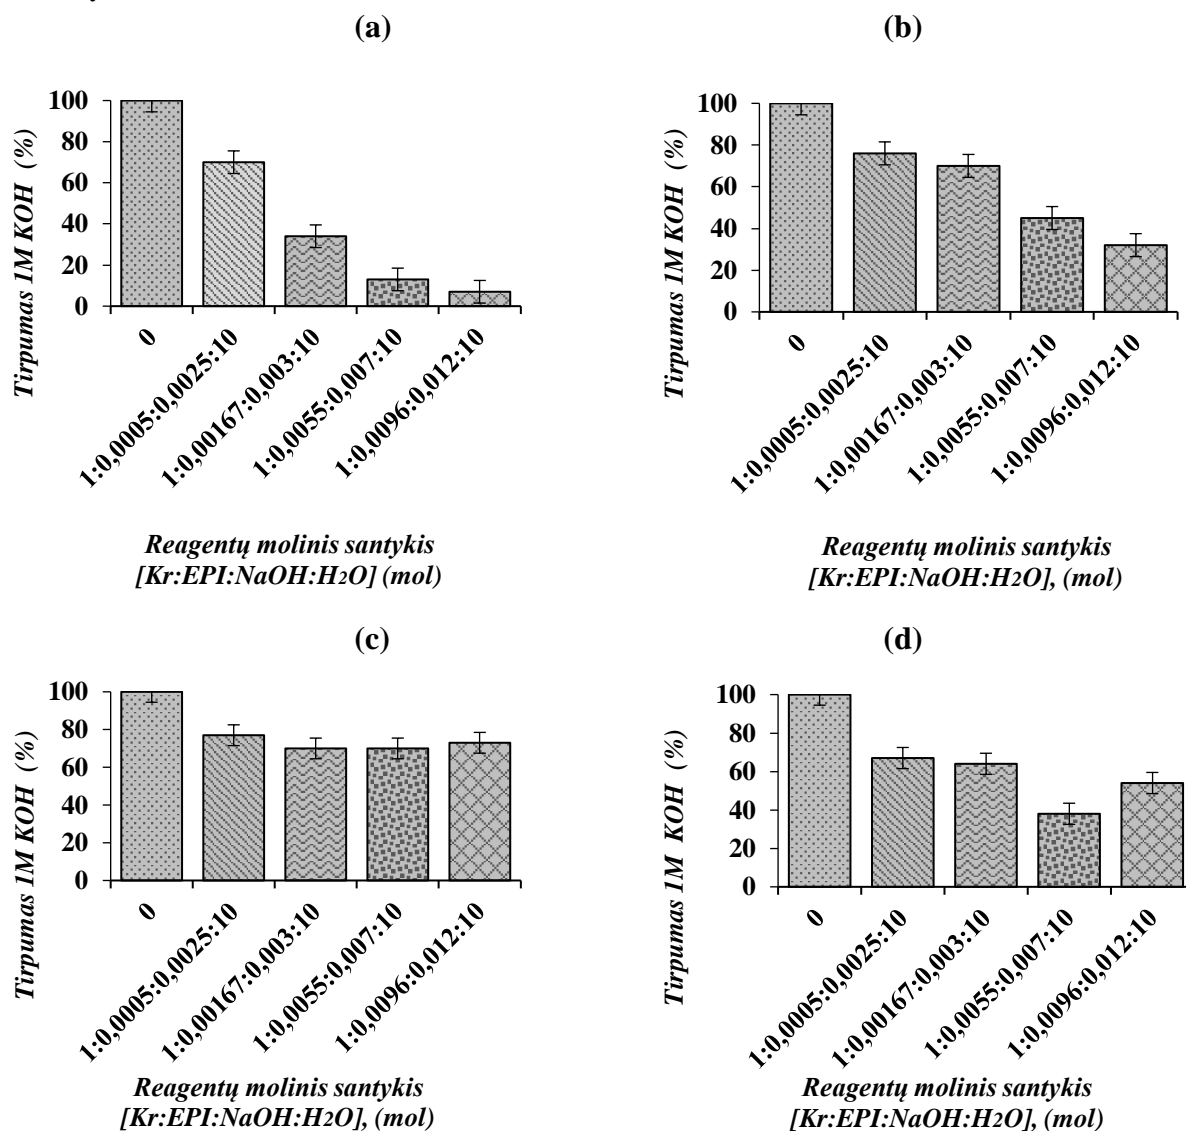 (a)
100
80
60
40
20
0
Tirpumas 1M KOH (%)
0
1:0,0005:0,0025:10
1:0,00167:0,003:10
1:0,0055:0,007:10
1:0,0096:0,012:10
Reagentų molinis santykis
[Kr:EPI:NaOH:H2O] (mol)
(b)
100
80
60
40
20
0
Tirpumas 1M KOH (%)
0
1:0,0005:0,0025:10
1:0,00167:0,003:10
1:0,0055:0,007:10
1:0,0096:0,012:10
Reagentų molinis santykis
[Kr:EPI:NaOH:H2O], (mol)
(c)
100
80
60
40
20
0
Tirpumas 1M KOH (%)
0
1:0,0005:0,0025:10
1:0,00167:0,003:10
1:0,0055:0,007:10
1:0,0096:0,012:10
Reagentų molinis santykis
[Kr:EPI:NaOH:H2O], (mol)
(d)
100
80
60
40
20
0
Tirpumas 1M KOH (%)
0
1:0,0005:0,0025:10
1:0,00167:0,003:10
1:0,0055:0,007:10
1:0,0096:0,012:10
Reagentų molinis santykis
[Kr:EPI:NaOH:H2O], (mol)